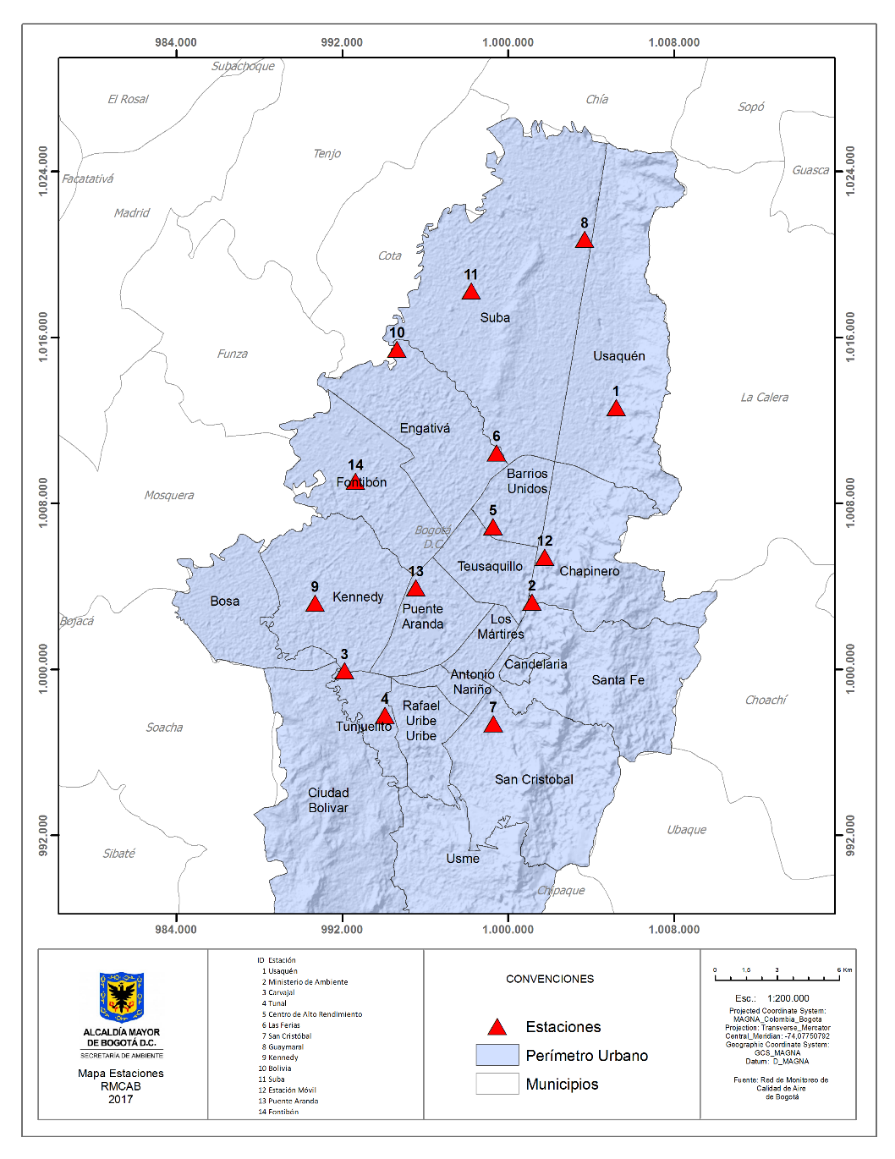 984.000 992.000 1.000.000 1.008.000
Subachoque
El Rosal
Chía
Sopó
Tenjo
1.024.000
1.024.000
Facatativá
Guasca
Madrid
8
Cota
11
Suba
10
1.016.000
1.016.000
Funza
Usaquén
1
La Calera
Engativá
6
14
Fontibón
Barrios
Unidos
Mosquera
1.008.000
1.008.000
5
Bogotá
D.C.
12
Teusaquillo
Chapinero
13
9
Kennedy
2
Bosa
Puente
Aranda
Los
Mártires
Bojacá
3
Candelaria
1.000.000
1.000.000
Antonio
Nariño
Santa Fe
4
Rafael
Uribe
Uribe
7
Choachí
Tunjuelito
Soacha
San Cristobal
Ciudad
Bolivar
992.000
992.000
Ubaque
Sibaté
Usme
Chipaque
984.000 992.000 1.000.000 1.008.000
ALCALDÍA MAYOR
DE BOGOTÁ D.C.
SECRETARÍA DE AMBIENTE
Mapa Estaciones
RMCAB
2017
ID Estación
1 Usaquén
2 Ministerio de Ambiente
3 Carvajal
4 Tunal
5 Centro de Alto Rendimiento
6 Las Ferias
7 San Cristóbal
8 Guaymaral
9 Kennedy
10 Bolivia
11 Suba
12 Estación Móvil
13 Puente Aranda
14 Fontibón
CONVENCIONES
Estaciones
Perímetro Urbano
Municipios
0 1,5 3 6 Km
Esc.: 1:200.000
Projected Coordinate System:
MAGNA_Colombia_Bogota
Projection: Transverse_Mercator
Central_Meridian: -74,07750792
Geographic Coordinate System:
GCS_MAGNA
Datum: D_MAGNA
Fuente: Red de Monitoreo de
Calidad de Aire
de Bogotá